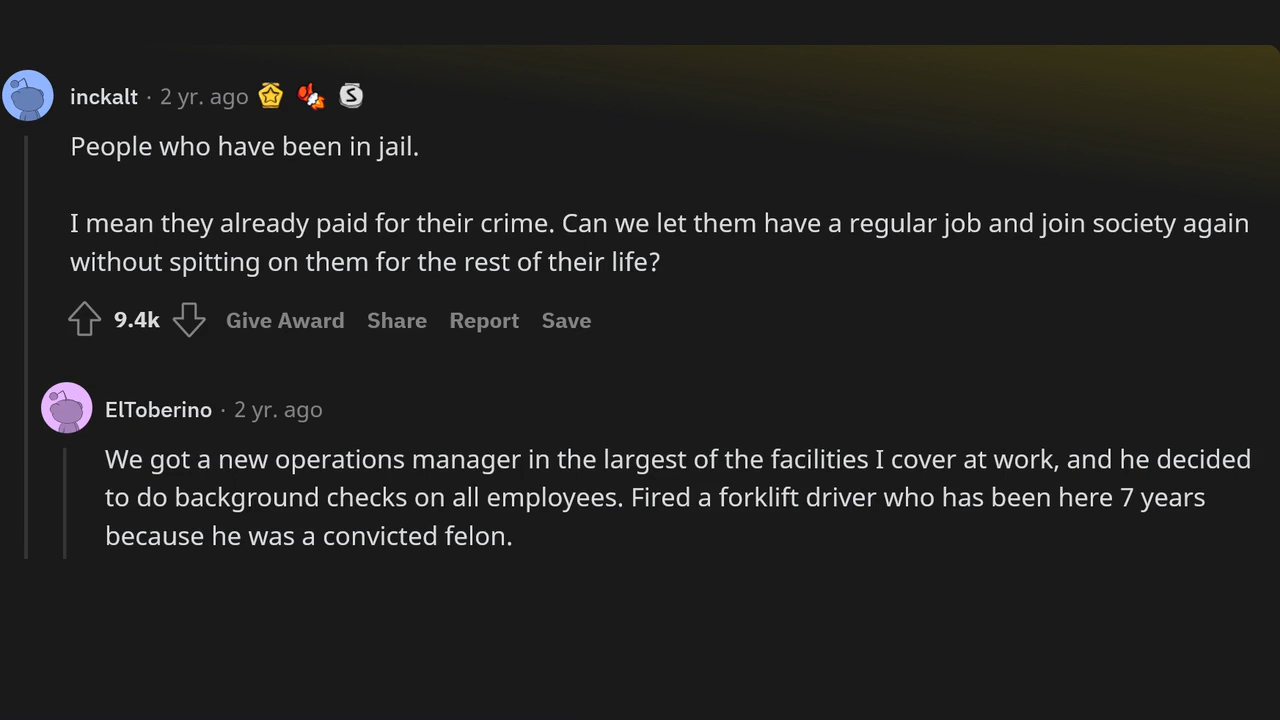 inckalt · 2 yr. ago
People who have been in jail.
I mean they already paid for their crime. Can we let them have a regular job and join society again
without spitting on them for the rest of their life?
9.4k Give Award Share Report Save
ElToberino · 2 yr. ago
We got a new operations manager in the largest of the facilities I cover at work, and he decided
to do background checks on all employees. Fired a forklift driver who has been here 7 years
because he was a convicted felon.